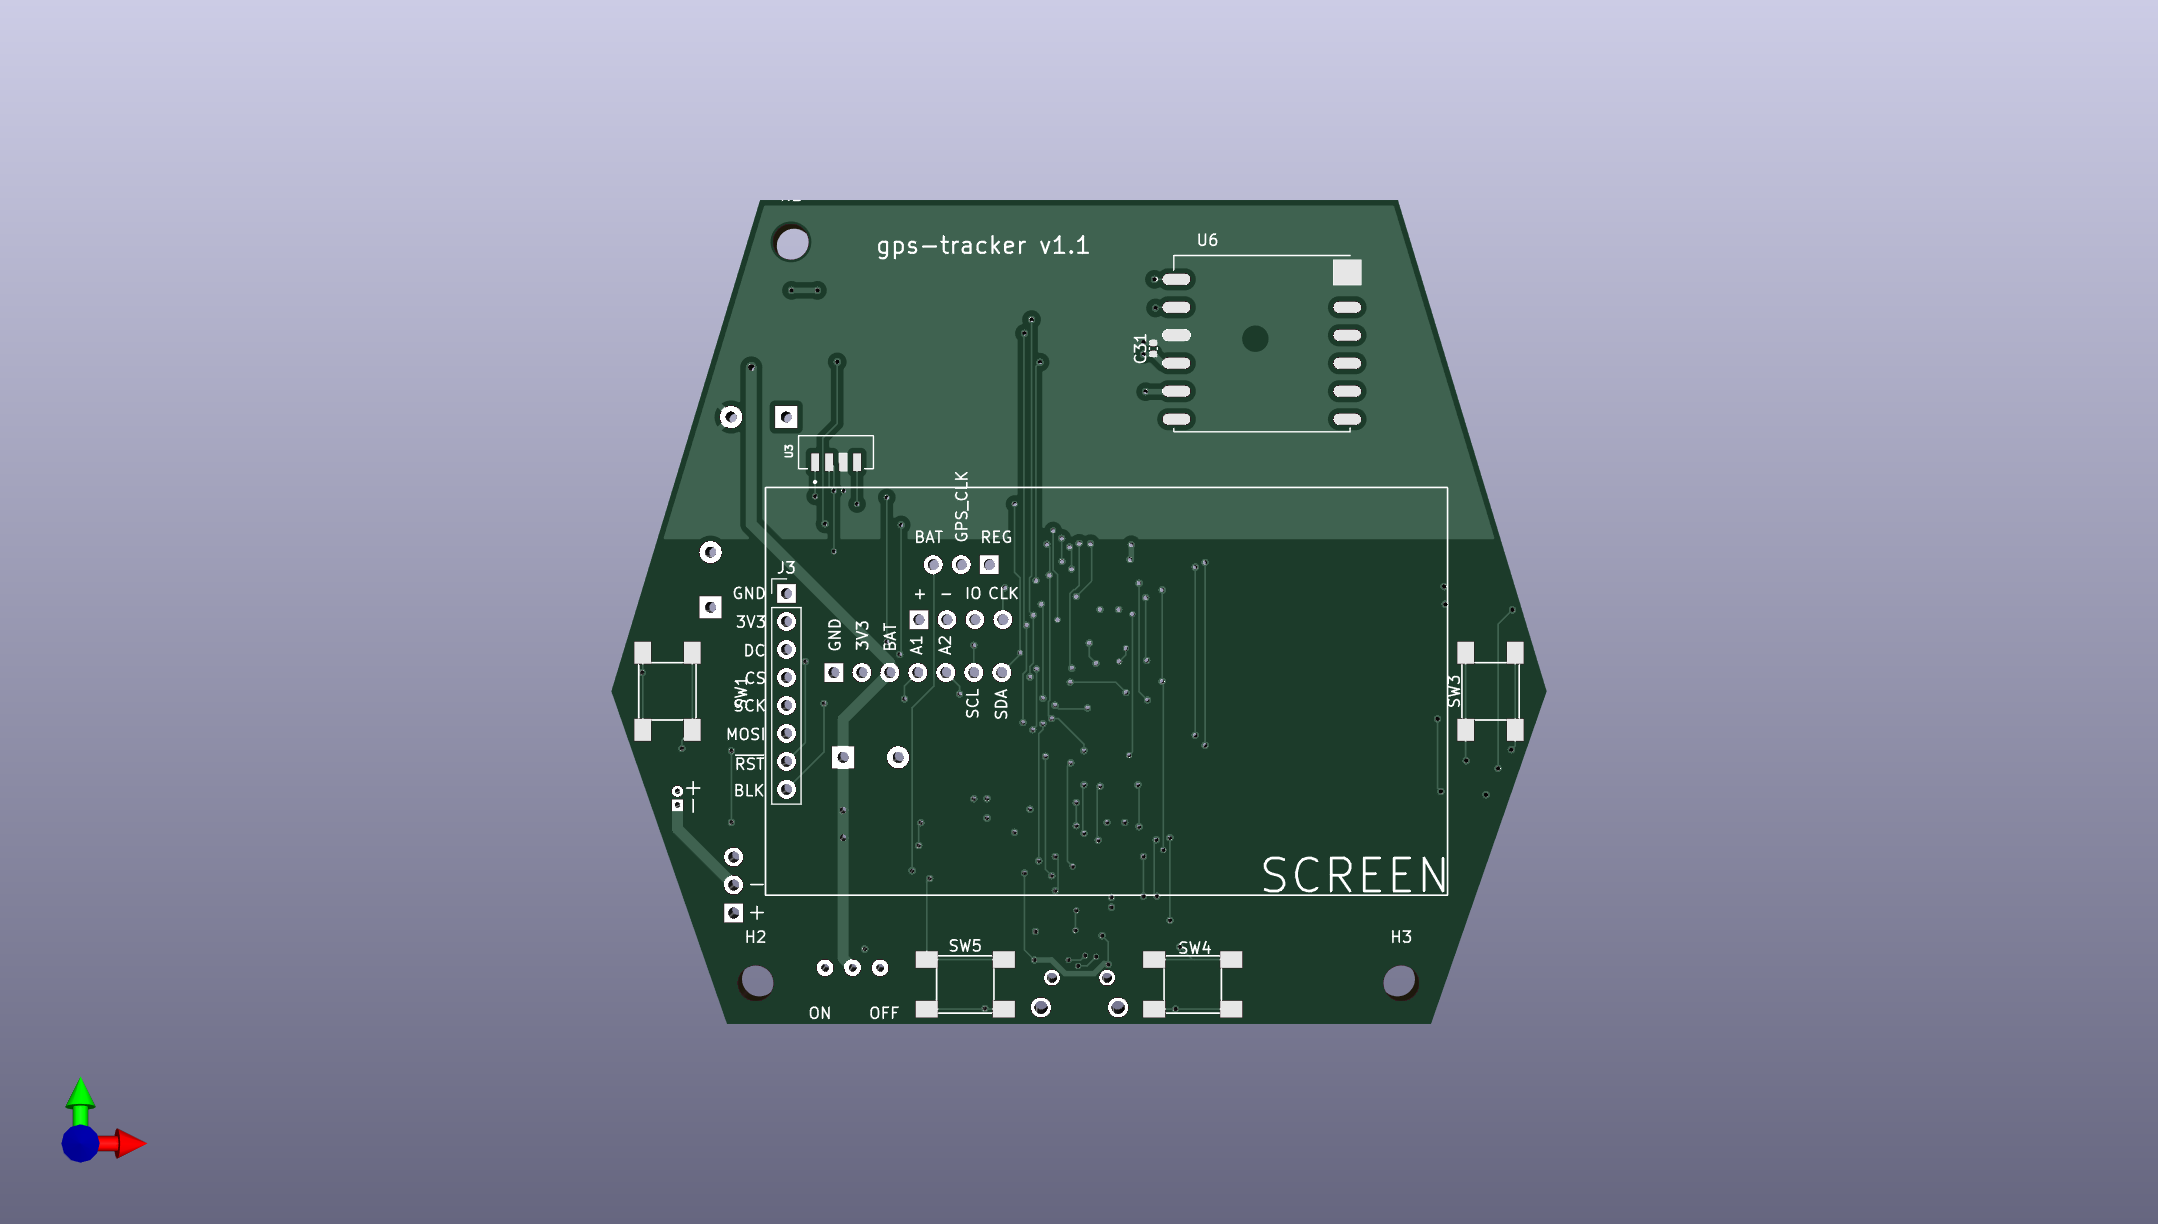 gps-tracker v1.1
U6
C31
U3
GPS_CLK
BAT
REG
J3
GND
+
-
IO
CLK
3V3
GND
3V3
BAT
A1
A2
DC
CS
SW1
SCK
SCL
SDA
SW3
MOSI
RST
BLK
+
-
SCREEN
-
+
H2
H3
SW5
SW4
ON
OFF